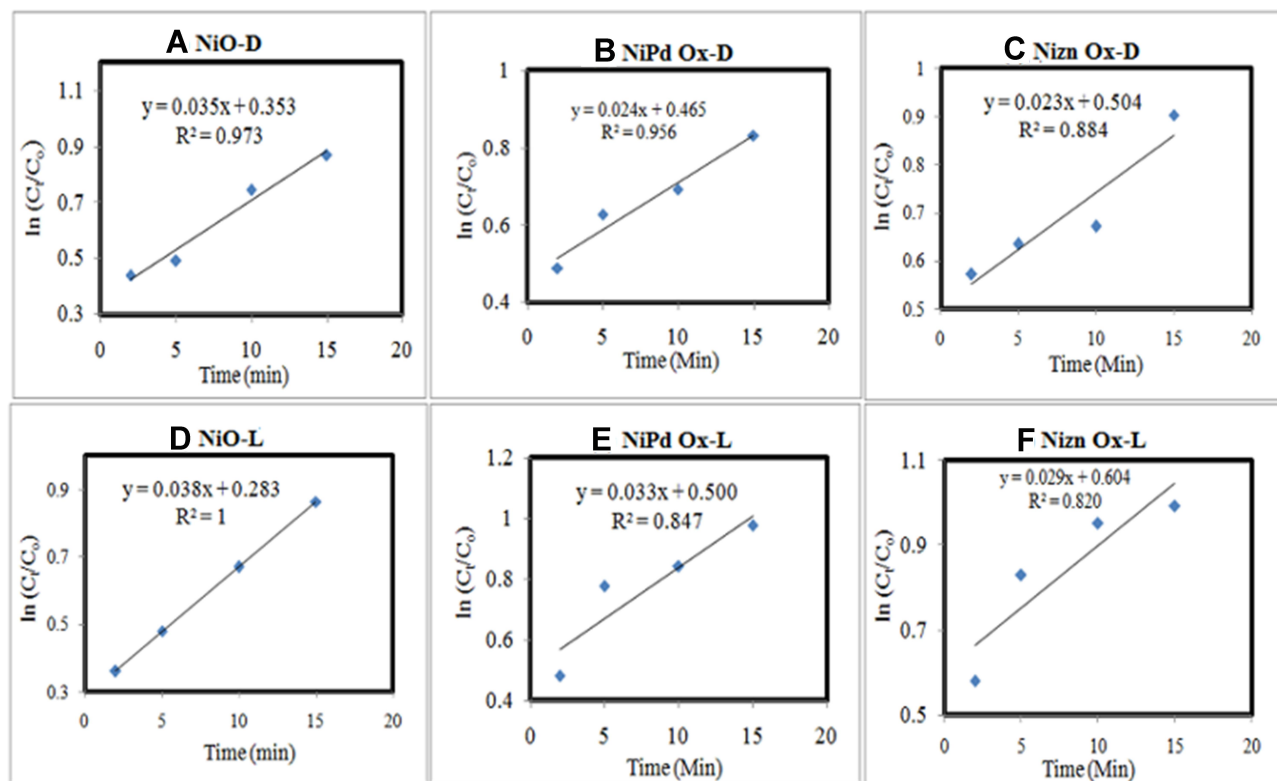 A NiO-D
y = 0.035x + 0.353
R² = 0.973
ln (Ct/Co)
1.1
0.9
0.7
0.5
0.3
0 5 10 15 20
Time (min)
B NiPd Ox-D
y = 0.024x + 0.465
R² = 0.956
ln (Ct/Co)
1
0.8
0.6
0.4
0 5 10 15 20
Time (Min)
C Nizn Ox-D
y = 0.023x + 0.504
R² = 0.884
ln (Ct/Co)
1
0.9
0.8
0.7
0.6
0.5
0 5 10 15 20
Time (Min)
D NiO-L
y = 0.038x + 0.283
R² = 1
ln (Ct/Co)
0.9
0.7
0.5
0.3
0 5 10 15 20
Time (min)
E NiPd Ox-L
y = 0.033x + 0.500
R² = 0.847
ln (Ct/Co)
1.2
1
0.8
0.6
0.4
0 5 10 15 20
Time (Min)
F Nizn Ox-L
y = 0.029x + 0.604
R² = 0.820
ln (Ct/Co)
1.1
0.9
0.7
0.5
0 5 10 15 20
Time (Min)